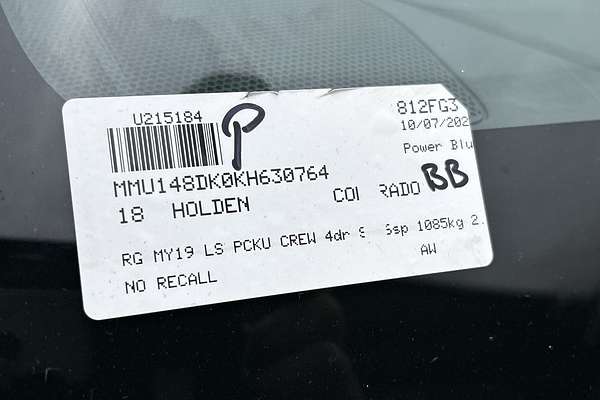 U215184 P 812FG3
10/07/202
Power Blu
MMU148DK0KH630764 BB
18 HOLDEN COL RADO
RG MY19 LS PCKU CREW 4dr S 6sp 1085kg 2.
AW
NO RECALL